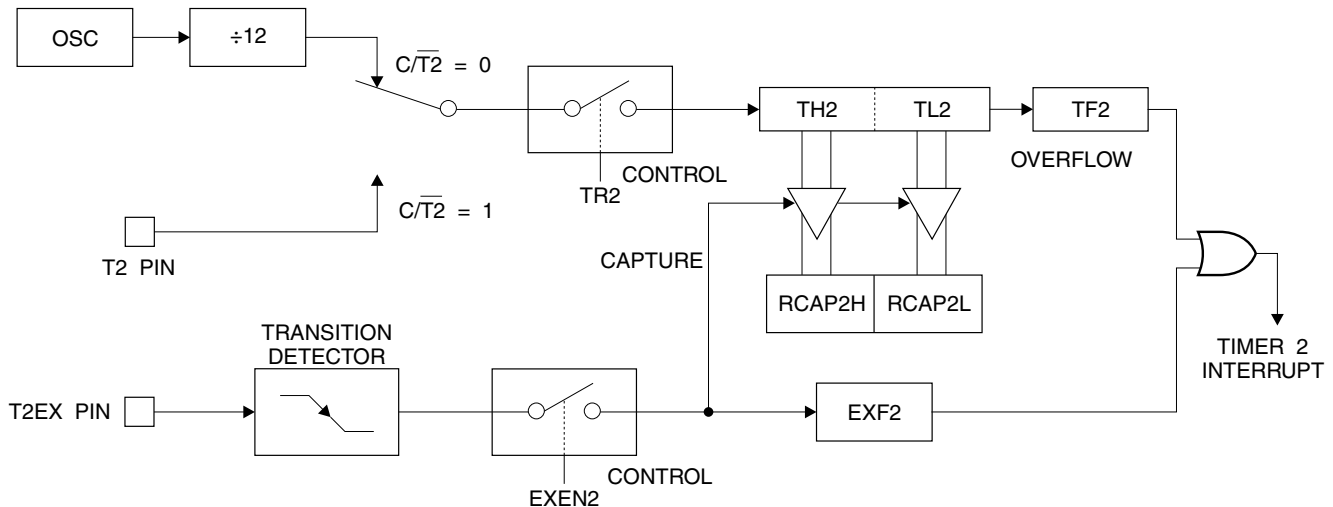 OSC
÷12
C/T2̅ = 0
TH2
TL2
TF2
OVERFLOW
CONTROL
TR2
C/T2̅ = 1
T2 PIN
CAPTURE
RCAP2H
RCAP2L
TRANSITION
DETECTOR
TIMER 2
INTERRUPT
T2EX PIN
EXF2
CONTROL
EXEN2